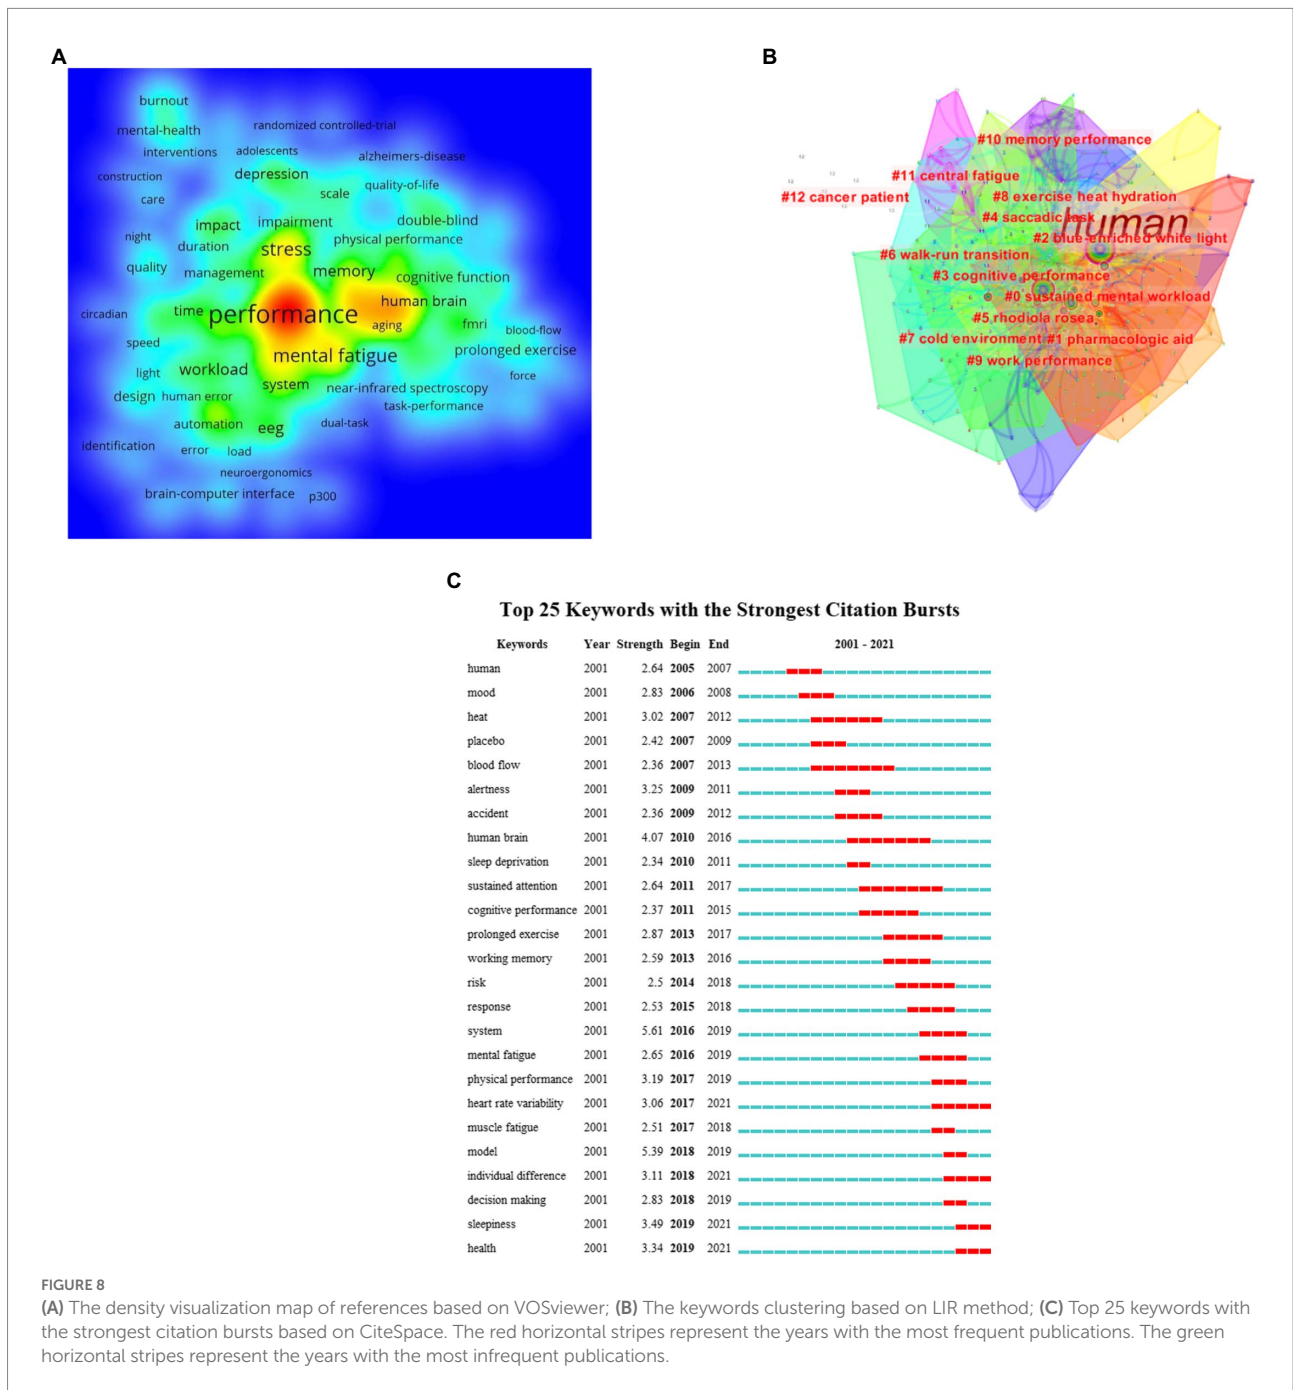 A
burnout
mental-health
randomized controlled-trial
interventions
adolescents
alzheimers-disease
construction
depression
quality-of-life
care
scale
impact
impairment
double-blind
night
duration
stress
physical performance
quality
management
memory
cognitive function
human brain
circadian
time
performance
aging
fmri
blood-flow
speed
mental fatigue
prolonged exercise
light
workload
system
near-infrared spectroscopy
force
design
human error
task-performance
automation
eeg
dual-task
identification
error
load
neuroergonomics
brain-computer interface
p300
B
#10 memory performance
#11 central fatigue
#12 cancer patient
#8 exercise heat hydration
#4 saccadic task
human
#2 blue-enriched white light
#6 walk-run transition
#3 cognitive performance
#0 sustained mental workload
#5 rhodiola rosea
#7 cold environment
#1 pharmacologic aid
#9 work performance
C
Top 25 Keywords with the Strongest Citation Bursts
Keywords Year Strength Begin End 2001 - 2021
human 2001 2.64 2005 2007
mood 2001 2.83 2006 2008
heat 2001 3.02 2007 2012
placebo 2001 2.42 2007 2009
blood flow 2001 2.36 2007 2013
alertness 2001 3.25 2009 2011
accident 2001 2.36 2009 2012
human brain 2001 4.07 2010 2016
sleep deprivation 2001 2.34 2010 2011
sustained attention 2001 2.64 2011 2017
cognitive performance 2001 2.37 2011 2015
prolonged exercise 2001 2.87 2013 2017
working memory 2001 2.59 2013 2016
risk 2001 2.5 2014 2018
response 2001 2.53 2015 2018
system 2001 5.61 2016 2019
mental fatigue 2001 2.65 2016 2019
physical performance 2001 3.19 2017 2019
heart rate variability 2001 3.06 2017 2021
muscle fatigue 2001 2.51 2017 2018
model 2001 5.39 2018 2019
individual difference 2001 3.11 2018 2021
decision making 2001 2.83 2018 2019
sleepiness 2001 3.49 2019 2021
health 2001 3.34 2019 2021
FIGURE 8
(A) The density visualization map of references based on VOSviewer; (B) The keywords clustering based on LIR method; (C) Top 25 keywords with
the strongest citation bursts based on CiteSpace. The red horizontal stripes represent the years with the most frequent publications. The green
horizontal stripes represent the years with the most infrequent publications.